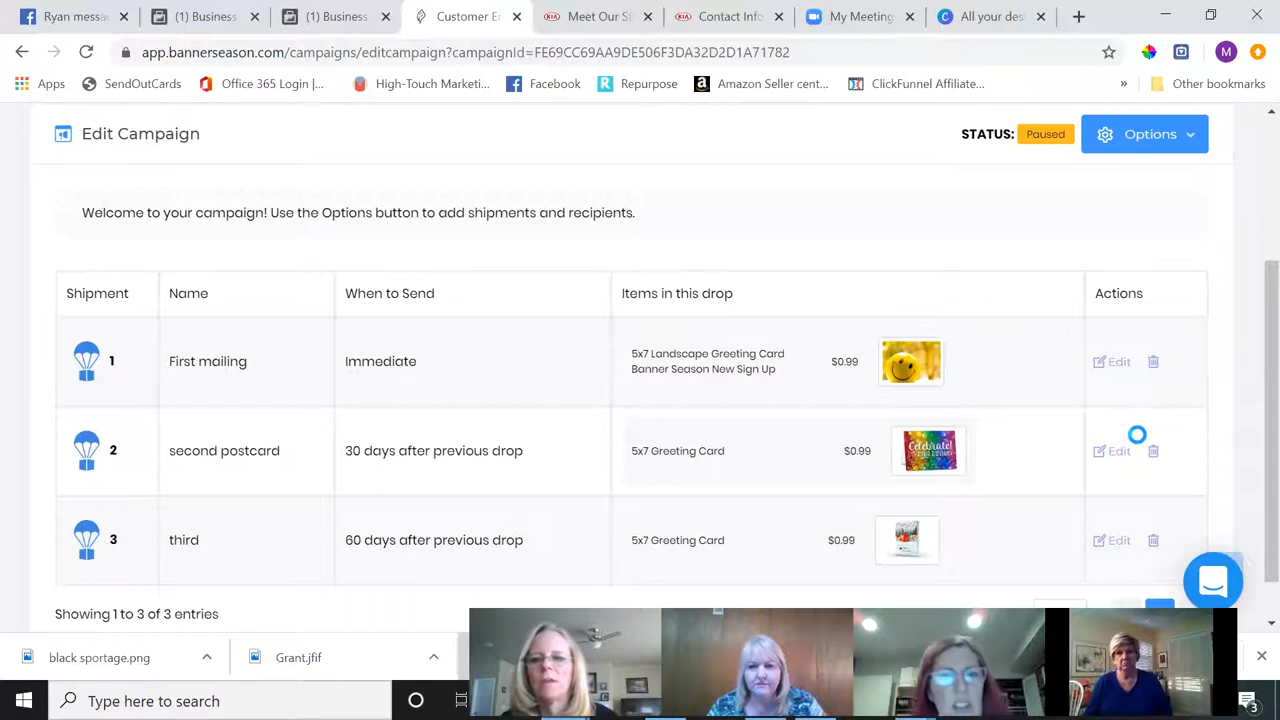 Ryan messag
(1) Business
(1) Business
Customer Er
Meet Our St
Contact Info
My Meeting
All your des
app.bannerseason.com/campaigns/editcampaign?campaignId=FE69CC69AA9DE506F3DA32D2D1A71782
M
Apps
SendOutCards
Office 365 Login |...
High-Touch Marketi...
Facebook
Repurpose
Amazon Seller cent...
ClickFunnel Affiliate...
»
Other bookmarks
Edit Campaign
STATUS: Paused
Options
Welcome to your campaign! Use the Options button to add shipments and recipients.
Shipment Name When to Send Items in this drop Actions
1 First mailing Immediate 5x7 Landscape Greeting Card
Banner Season New Sign Up $0.99 Edit
2 second postcard 30 days after previous drop 5x7 Greeting Card $0.99 Celebrate! Edit
3 third 60 days after previous drop 5x7 Greeting Card $0.99 Edit
Showing 1 to 3 of 3 entries
black sportage.png
Grant.jfif
Type here to search
3